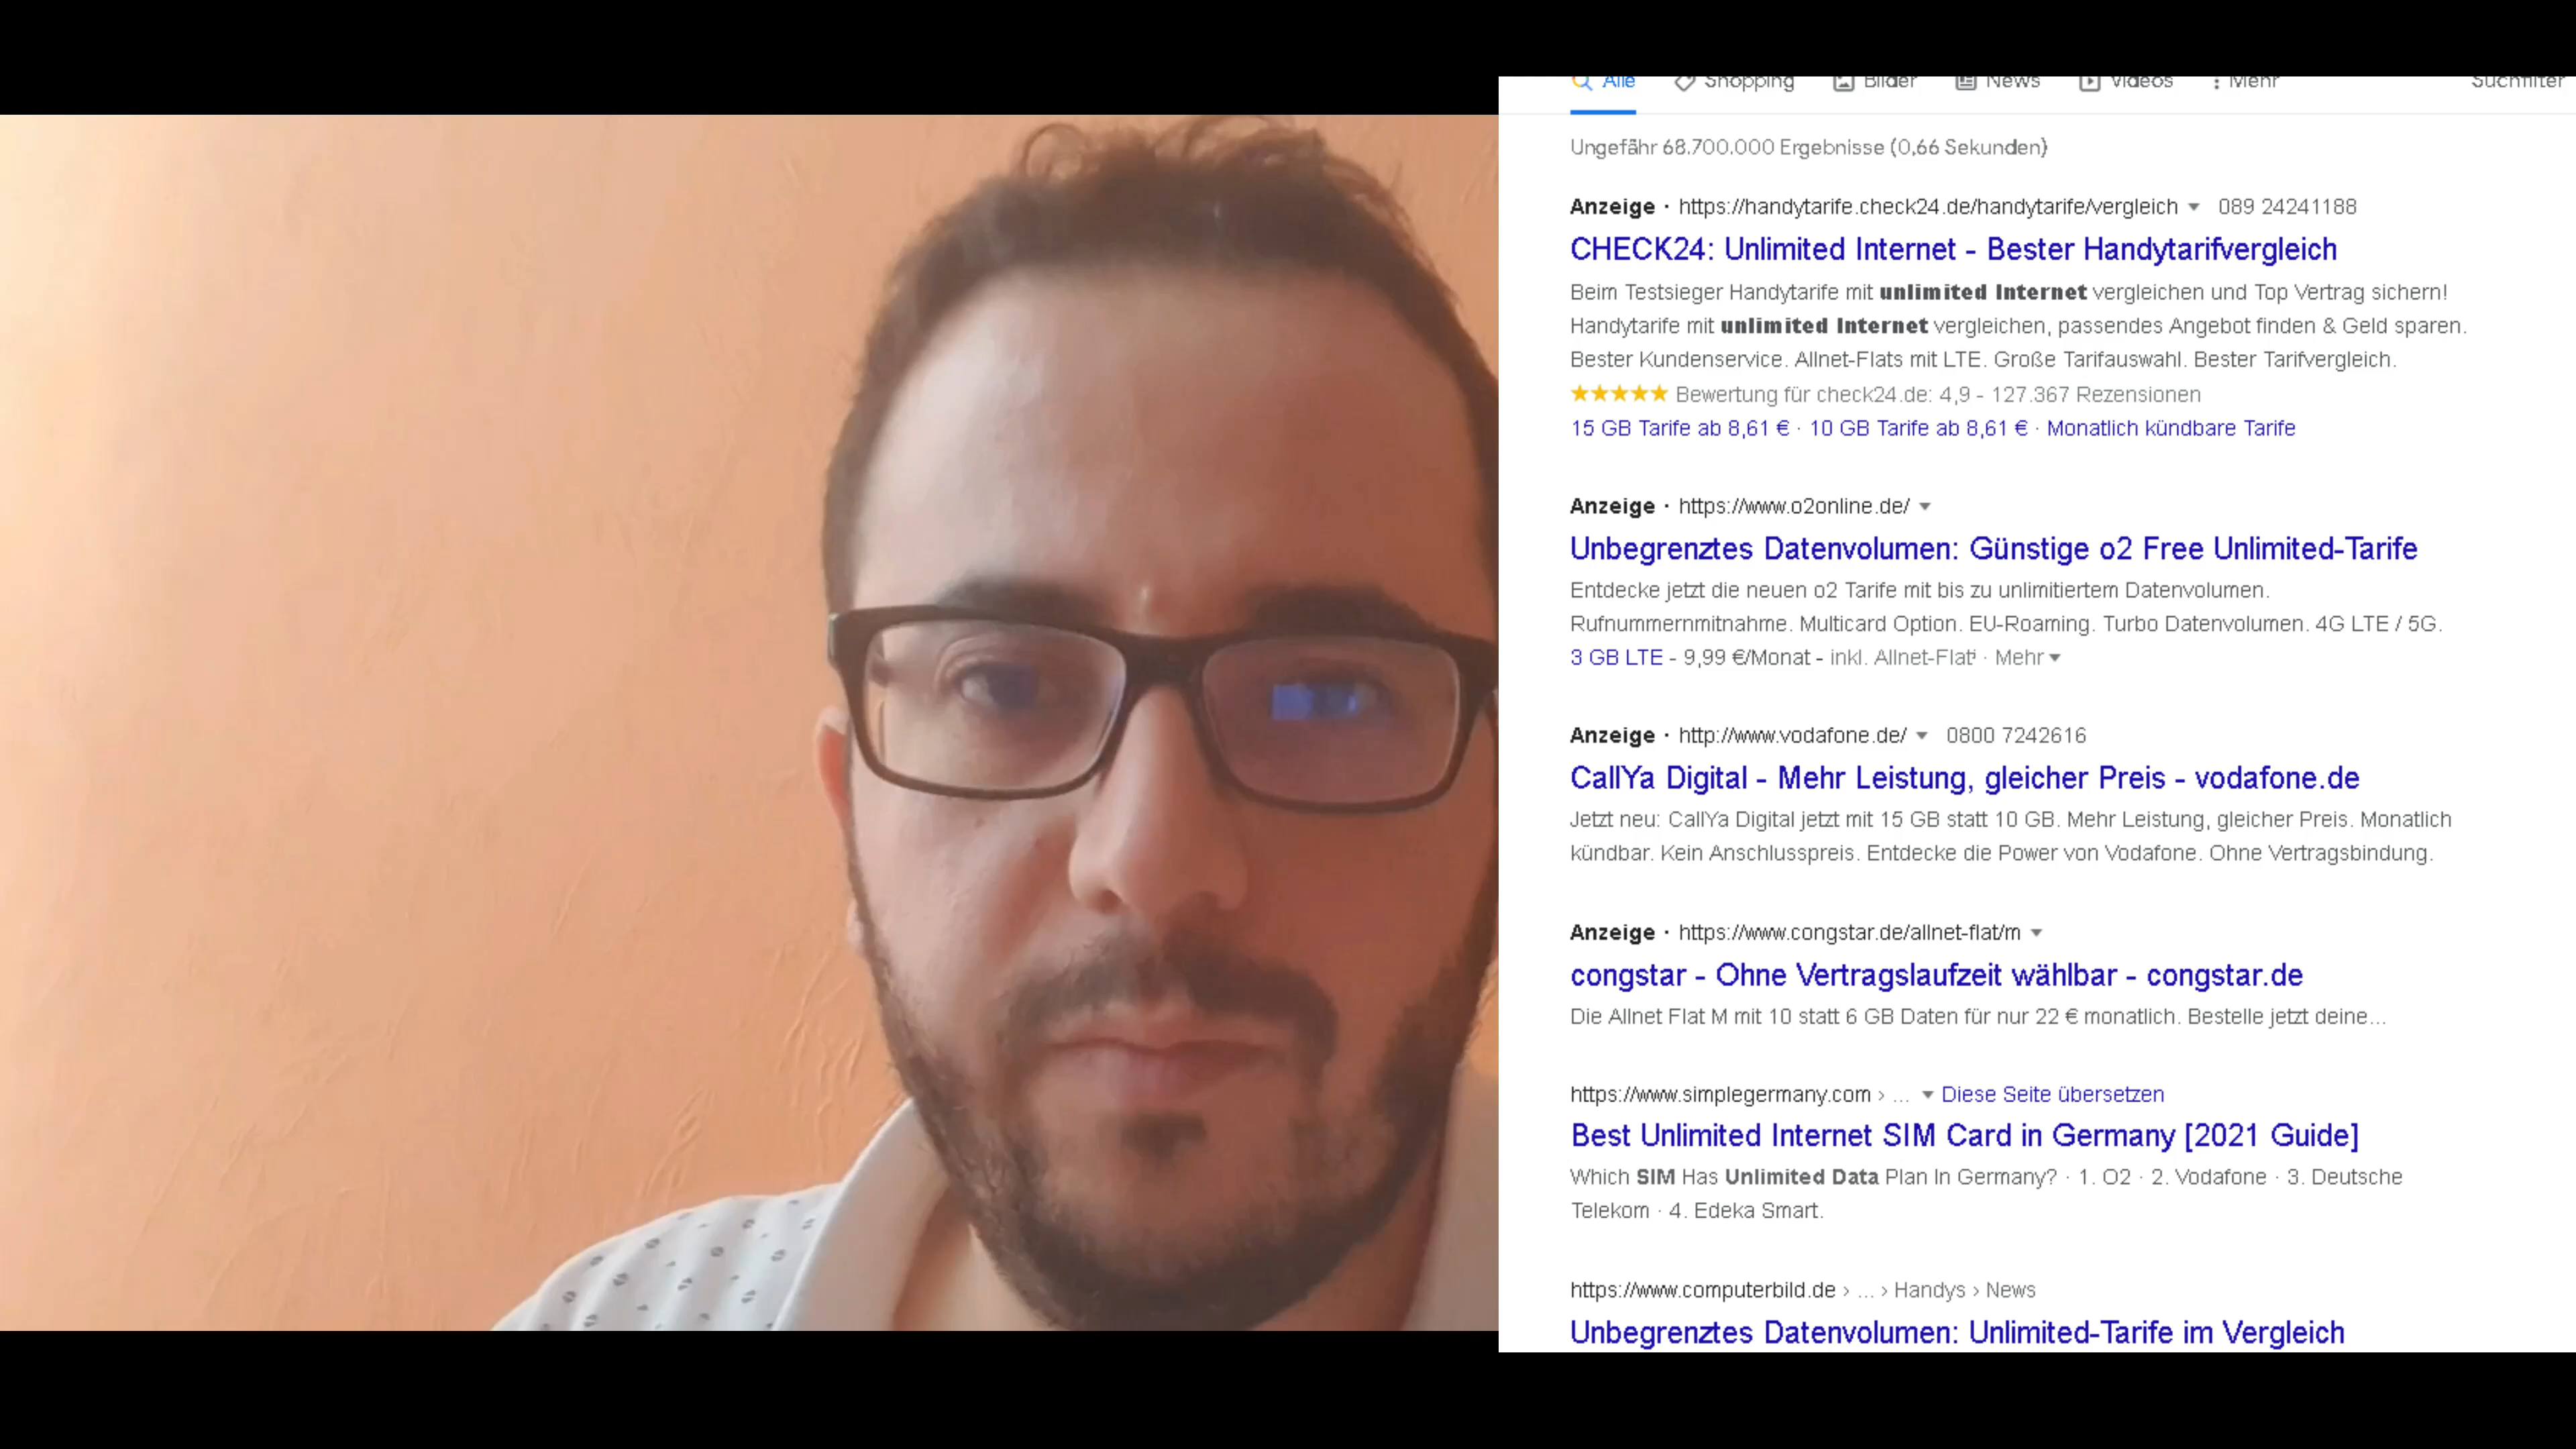 Alle Shopping Bilder News Videos Mehr Suchfilter
Ungefähr 68.700.000 Ergebnisse (0,66 Sekunden)
Anzeige · https://handytarife.check24.de/handytarife/vergleich 089 24241188
CHECK24: Unlimited Internet - Bester Handytarifvergleich
Beim Testsieger Handytarife mit unlimited Internet vergleichen und Top Vertrag sichern!
Handytarife mit unlimited Internet vergleichen, passendes Angebot finden & Geld sparen.
Bester Kundenservice. Allnet-Flats mit LTE. Große Tarifauswahl. Bester Tarifvergleich.
★★★★★ Bewertung für check24.de: 4,9 - 127.367 Rezensionen
15 GB Tarife ab 8,61 € · 10 GB Tarife ab 8,61 € · Monatlich kündbare Tarife
Anzeige · https://www.o2online.de/
Unbegrenztes Datenvolumen: Günstige o2 Free Unlimited-Tarife
Entdecke jetzt die neuen o2 Tarife mit bis zu unlimitiertem Datenvolumen.
Rufnummernmitnahme. Multicard Option. EU-Roaming. Turbo Datenvolumen. 4G LTE / 5G.
3 GB LTE - 9,99 €/Monat - inkl. Allnet-Flat¹ · Mehr
Anzeige · http://www.vodafone.de/ 0800 7242616
CallYa Digital - Mehr Leistung, gleicher Preis - vodafone.de
Jetzt neu: CallYa Digital jetzt mit 15 GB statt 10 GB. Mehr Leistung, gleicher Preis. Monatlich
kündbar. Kein Anschlusspreis. Entdecke die Power von Vodafone. Ohne Vertragsbindung.
Anzeige · https://www.congstar.de/allnet-flat/m
congstar - Ohne Vertragslaufzeit wählbar - congstar.de
Die Allnet Flat M mit 10 statt 6 GB Daten für nur 22 € monatlich. Bestelle jetzt deine...
https://www.simplegermany.com › ... Diese Seite übersetzen
Best Unlimited Internet SIM Card in Germany [2021 Guide]
Which SIM Has Unlimited Data Plan In Germany? · 1. O2 · 2. Vodafone · 3. Deutsche
Telekom · 4. Edeka Smart.
https://www.computerbild.de › ... › Handys › News
Unbegrenztes Datenvolumen: Unlimited-Tarife im Vergleich